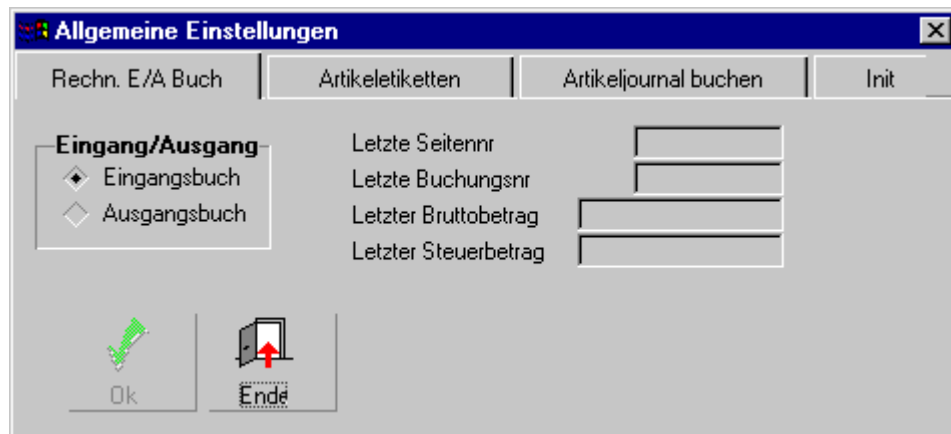 Allgemeine Einstellungen
Rechn. E/A Buch Artikeletiketten Artikeljournal buchen Init
Eingang/Ausgang
Eingangsbuch
Ausgangsbuch
Letzte Seitennr
Letzte Buchungsnr
Letzter Bruttobetrag
Letzter Steuerbetrag
Ok Ende